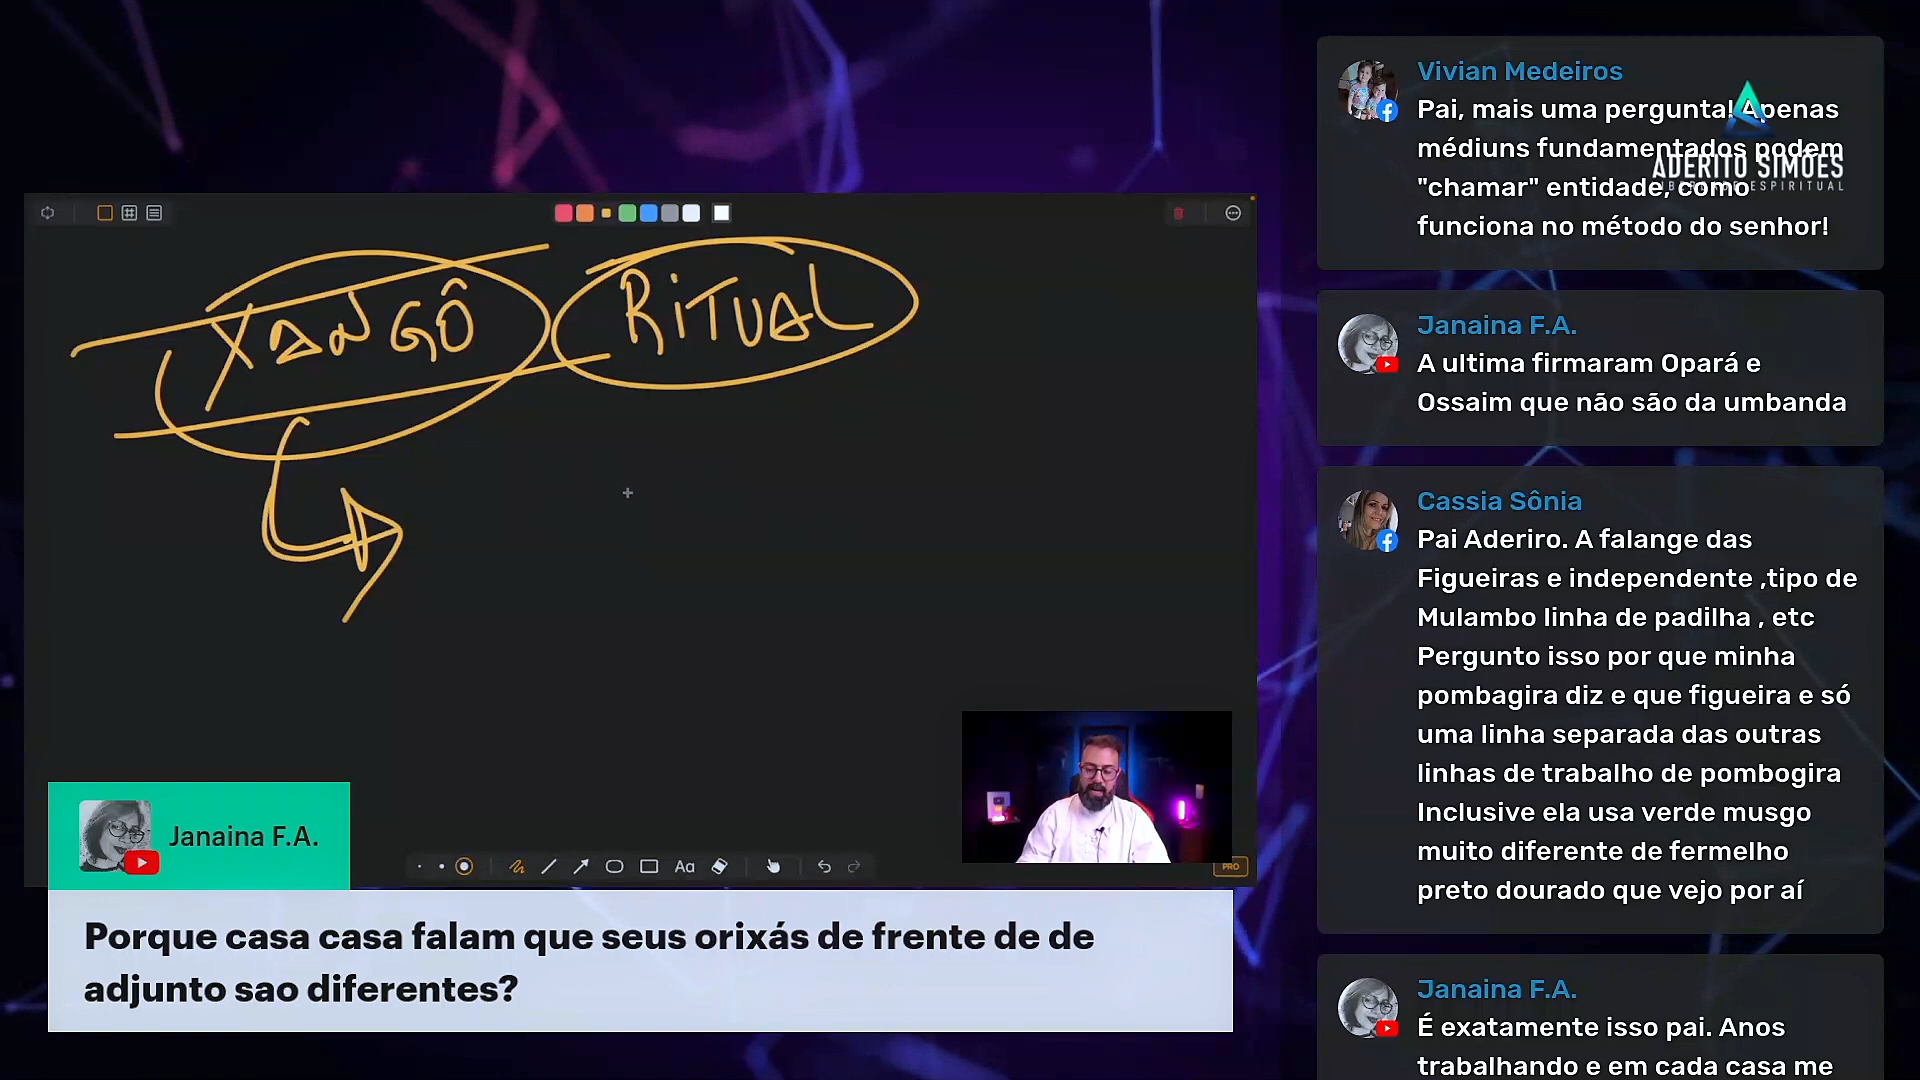 XANGÔ
RITUAL
Aa
PRO
Janaina F.A.
Porque casa casa falam que seus orixás de frente de de
adjunto sao diferentes?
Vivian Medeiros
Pai, mais uma pergunta! Apenas
médiuns fundamentados podem
"chamar" entidade, como
funciona no método do senhor!
ADERITO SIMÕES
LIBERDADE ESPIRITUAL
Janaina F.A.
A ultima firmaram Opará e
Ossaim que não são da umbanda
Cassia Sônia
Pai Aderiro. A falange das
Figueiras e independente ,tipo de
Mulambo linha de padilha , etc
Pergunto isso por que minha
pombagira diz e que figueira e só
uma linha separada das outras
linhas de trabalho de pombogira
Inclusive ela usa verde musgo
muito diferente de fermelho
preto dourado que vejo por aí
Janaina F.A.
É exatamente isso pai. Anos
trabalhando e em cada casa me